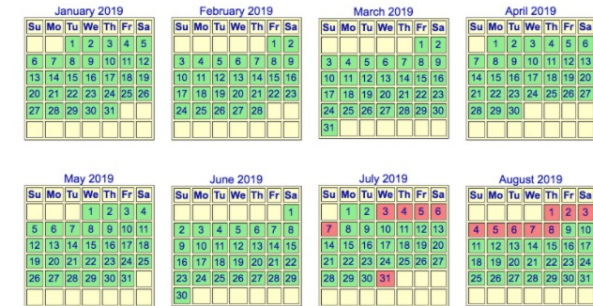 January 2019
Su Mo Tu We Th Fr Sa
1 2 3 4 5
6 7 8 9 10 11 12
13 14 15 16 17 18 19
20 21 22 23 24 25 26
27 28 29 30 31
February 2019
Su Mo Tu We Th Fr Sa
1 2
3 4 5 6 7 8 9
10 11 12 13 14 15 16
17 18 19 20 21 22 23
24 25 26 27 28
March 2019
Su Mo Tu We Th Fr Sa
1 2
3 4 5 6 7 8 9
10 11 12 13 14 15 16
17 18 19 20 21 22 23
24 25 26 27 28 29 30
31
April 2019
Su Mo Tu We Th Fr Sa
1 2 3 4 5 6
7 8 9 10 11 12 13
14 15 16 17 18 19 20
21 22 23 24 25 26 27
28 29 30
May 2019
Su Mo Tu We Th Fr Sa
1 2 3 4
5 6 7 8 9 10 11
12 13 14 15 16 17 18
19 20 21 22 23 24 25
26 27 28 29 30 31
June 2019
Su Mo Tu We Th Fr Sa
1
2 3 4 5 6 7 8
9 10 11 12 13 14 15
16 17 18 19 20 21 22
23 24 25 26 27 28 29
30
July 2019
Su Mo Tu We Th Fr Sa
1 2 3 4 5 6
7 8 9 10 11 12 13
14 15 16 17 18 19 20
21 22 23 24 25 26 27
28 29 30 31
August 2019
Su Mo Tu We Th Fr Sa
1 2 3
4 5 6 7 8 9 10
11 12 13 14 15 16 17
18 19 20 21 22 23 24
25 26 27 28 29 30 31